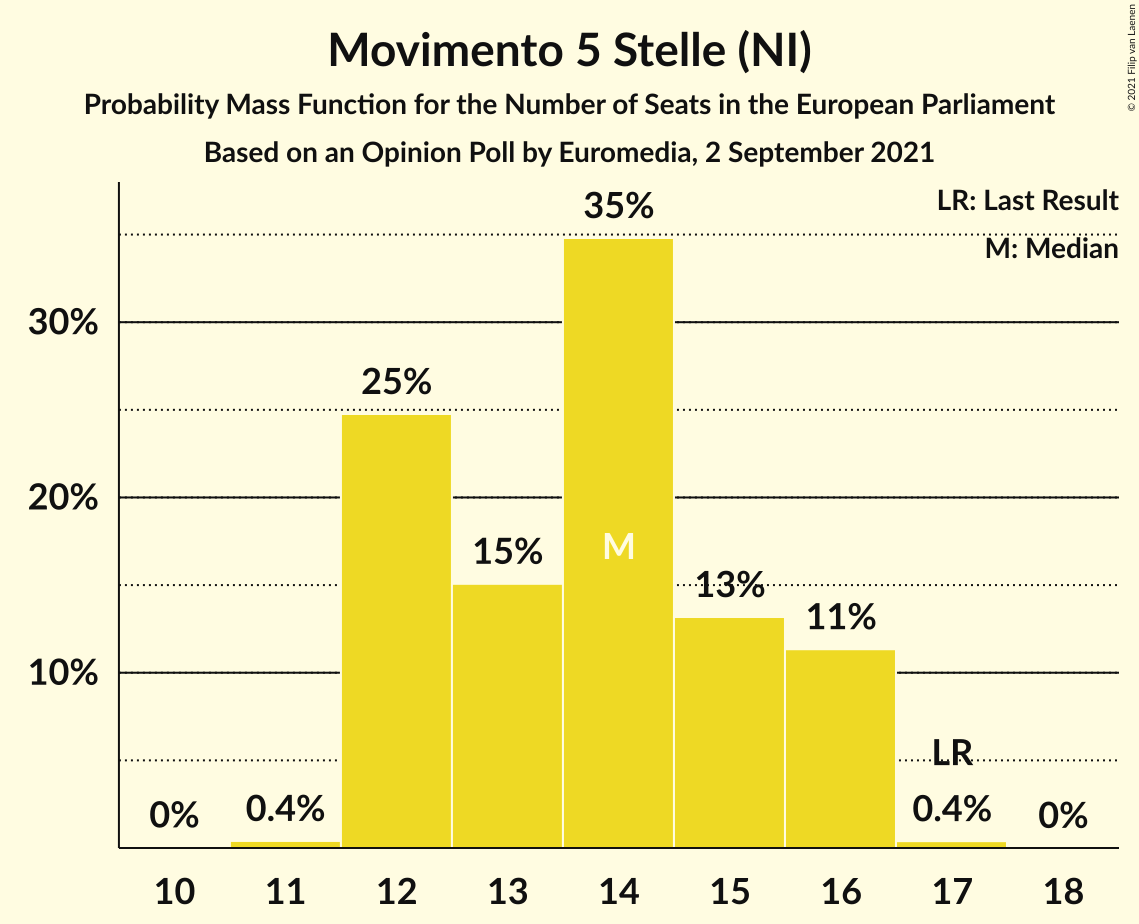 Movimento 5 Stelle (NI)
Probability Mass Function for the Number of Seats in the European Parliament
Based on an Opinion Poll by Euromedia, 2 September 2021
© 2021 Filip van Laenen
LR: Last Result
M: Median
35%
30%
25%
20%
15%
M
13%
11%
10%
LR
0%
0.4%
0.4%
0%
10 11 12 13 14 15 16 17 18